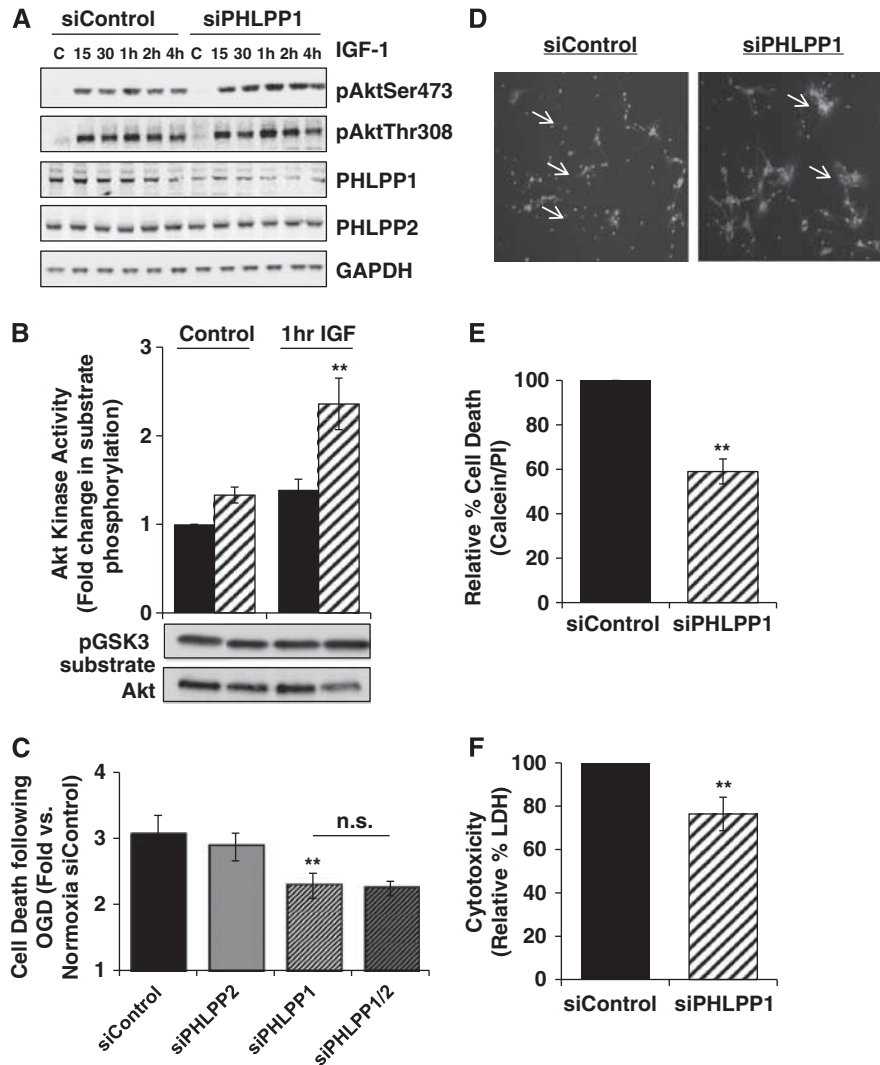 A
siControl siPHLPP1
C 15 30 1h 2h 4h C 15 30 1h 2h 4h IGF-1
pAktSer473
pAktThr308
PHLPP1
PHLPP2
GAPDH
D
siControl siPHLPP1
B
Control 1hr IGF
Akt Kinase Activity
(Fold change in substrate
phosphorylation)
3
2
1
0
**
pGSK3
substrate
Akt
E
Relative % Cell Death
(Calcein/PI)
100
80
60
40
20
0
**
siControl siPHLPP1
C
Cell Death following
OGD (Fold vs.
Normoxia siControl)
4
3
2
1
**
n.s.
siControl
siPHLPP2
siPHLPP1
siPHLPP1/2
F
Cytotoxicity
(Relative % LDH)
100
80
60
40
20
0
**
siControl siPHLPP1